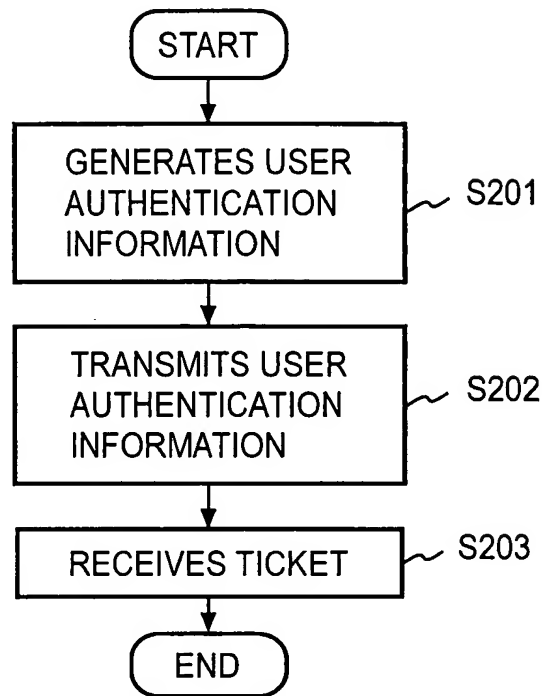 START
GENERATES USER
AUTHENTICATION
INFORMATION
S201
TRANSMITS USER
AUTHENTICATION
INFORMATION
S202
RECEIVES TICKET
S203
END